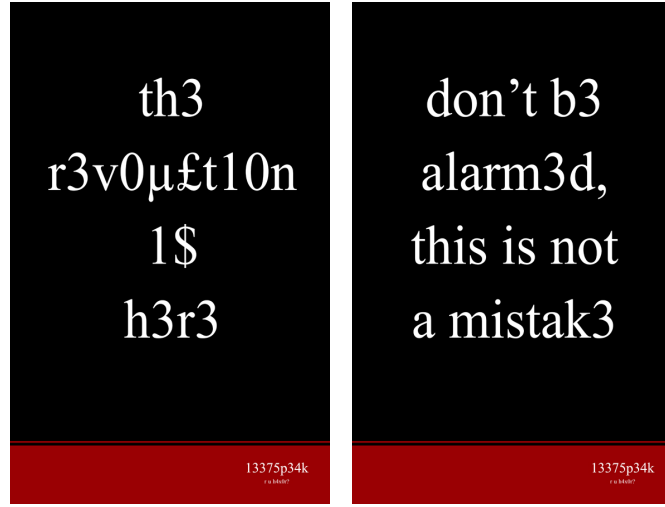 th3
r3v0µ£t10n
1$
h3r3
13375p34k
don’t b3
alarm3d,
this is not
a mistak3
13375p34k